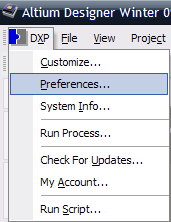 Altium Designer Winter 0
DXP File View Project
Customize...
Preferences...
System Info...
Run Process...
Check For Updates...
My Account...
Run Script...